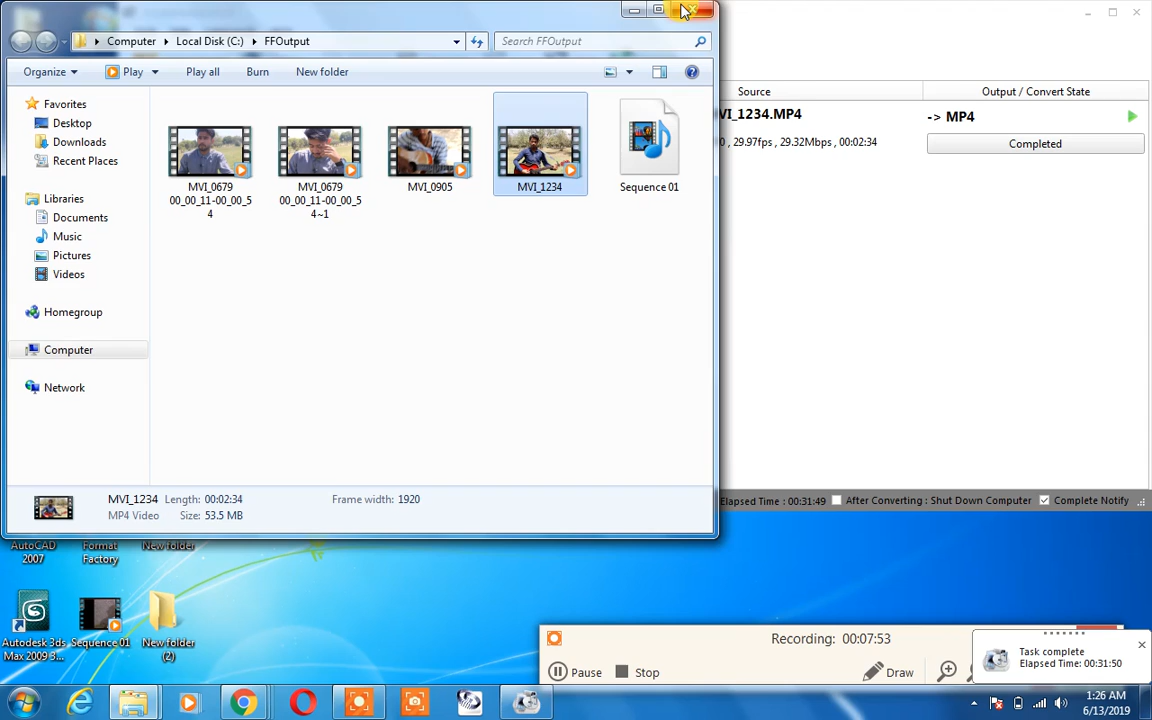 Computer
Local Disk (C:)
FFOutput
Search FFOutput
Organize
Play
Play all
Burn
New folder
Favorites
Desktop
Downloads
Recent Places
Libraries
Documents
Music
Pictures
Videos
Homegroup
Computer
Network
MVI_0679
00_00_11-00_00_5
4
MVI_0679
00_00_11-00_00_5
4~1
MVI_0905
MVI_1234
Sequence 01
MVI_1234
Length: 00:02:34
Frame width: 1920
MP4 Video
Size: 53.5 MB
Source
Output / Convert State
VI_1234.MP4
-> MP4
, 29.97fps , 29.32Mbps , 00:02:34
Completed
Elapsed Time : 00:31:49
After Converting : Shut Down Computer
Complete Notify
AutoCAD
2007
Format
Factory
New folder
Autodesk 3ds
Max 2009 3...
Sequence 01
New folder
(2)
Recording: 00:07:53
Pause
Stop
Draw
Task complete
Elapsed Time: 00:31:50
1:26 AM
6/13/2019